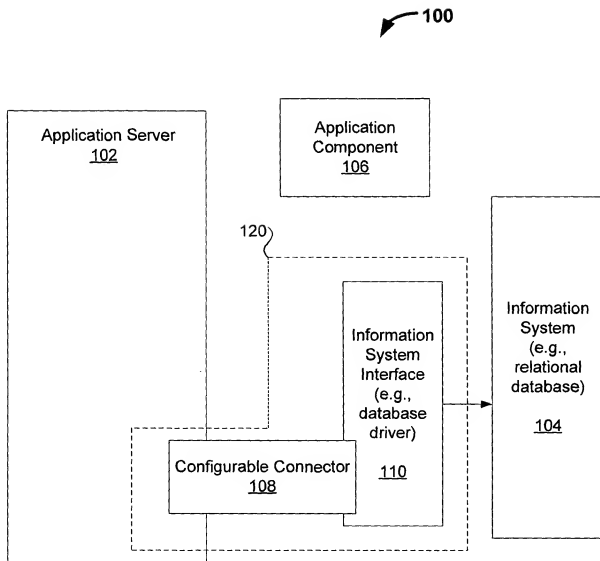 100
Application Server
102
Application
Component
106
120
Information
System
Interface
(e.g.,
database
driver)
110
Information
System
(e.g.,
relational
database)
104
Configurable Connector
108